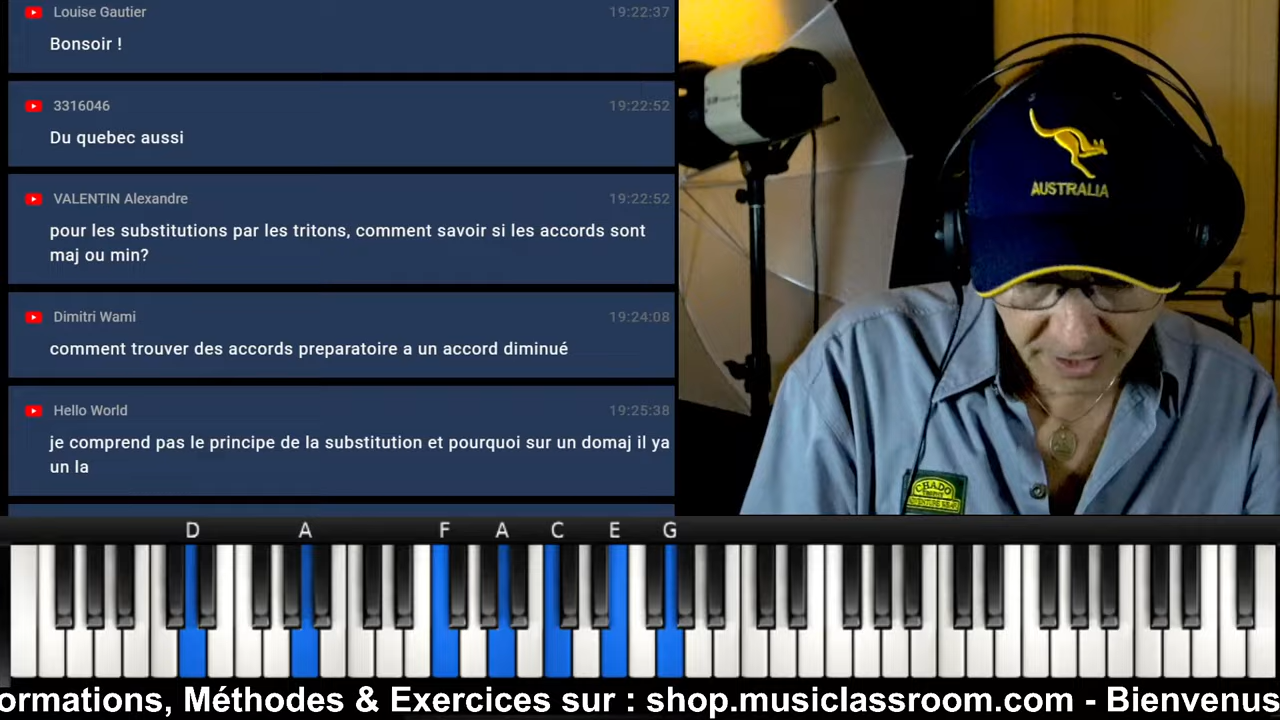 Louise Gautier 19:22:37
Bonsoir !
3316046 19:22:52
Du quebec aussi
VALENTIN Alexandre 19:22:52
pour les substitutions par les tritons, comment savoir si les accords sont
maj ou min?
Dimitri Wami 19:24:08
comment trouver des accords preparatoire a un accord diminué
Hello World 19:25:38
je comprend pas le principe de la substitution et pourquoi sur un domaj il ya
un la
AUSTRALIA
CHADO
D A F A C E G
ormations, Méthodes & Exercices sur : shop.musiclassroom.com - Bienvenus